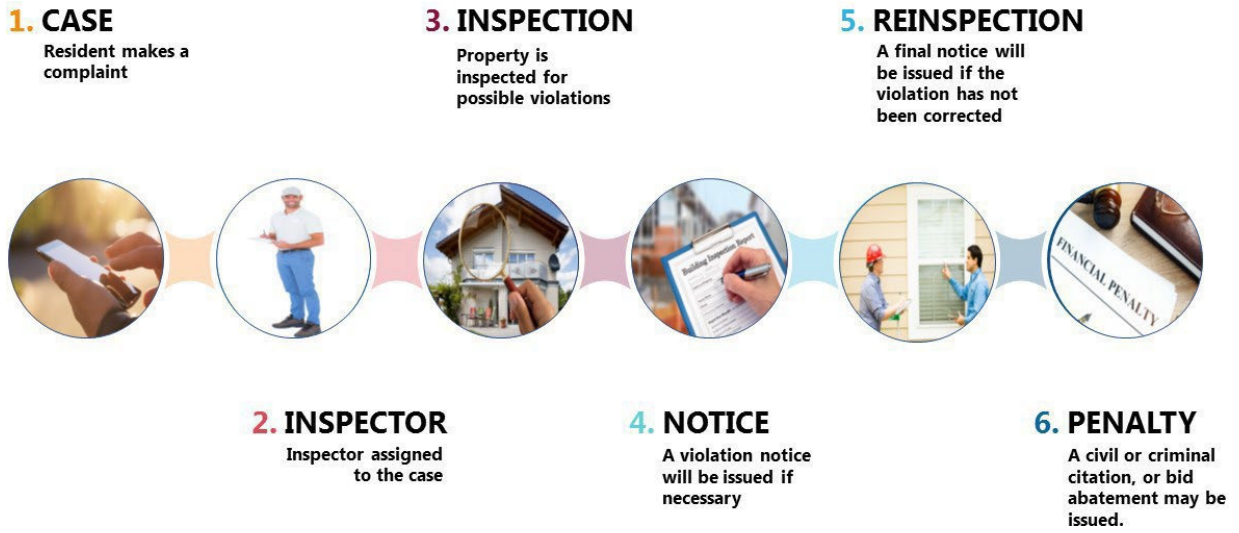 1. CASE
Resident makes a
complaint
2. INSPECTOR
Inspector assigned
to the case
3. INSPECTION
Property is
inspected for
possible violations
4. NOTICE
A violation notice
will be issued if
necessary
Building Inspection Report
5. REINSPECTION
A final notice will
be issued if the
violation has not
been corrected
6. PENALTY
A civil or criminal
citation, or bid
abatement may be
issued.
FINANCIAL PENALTY